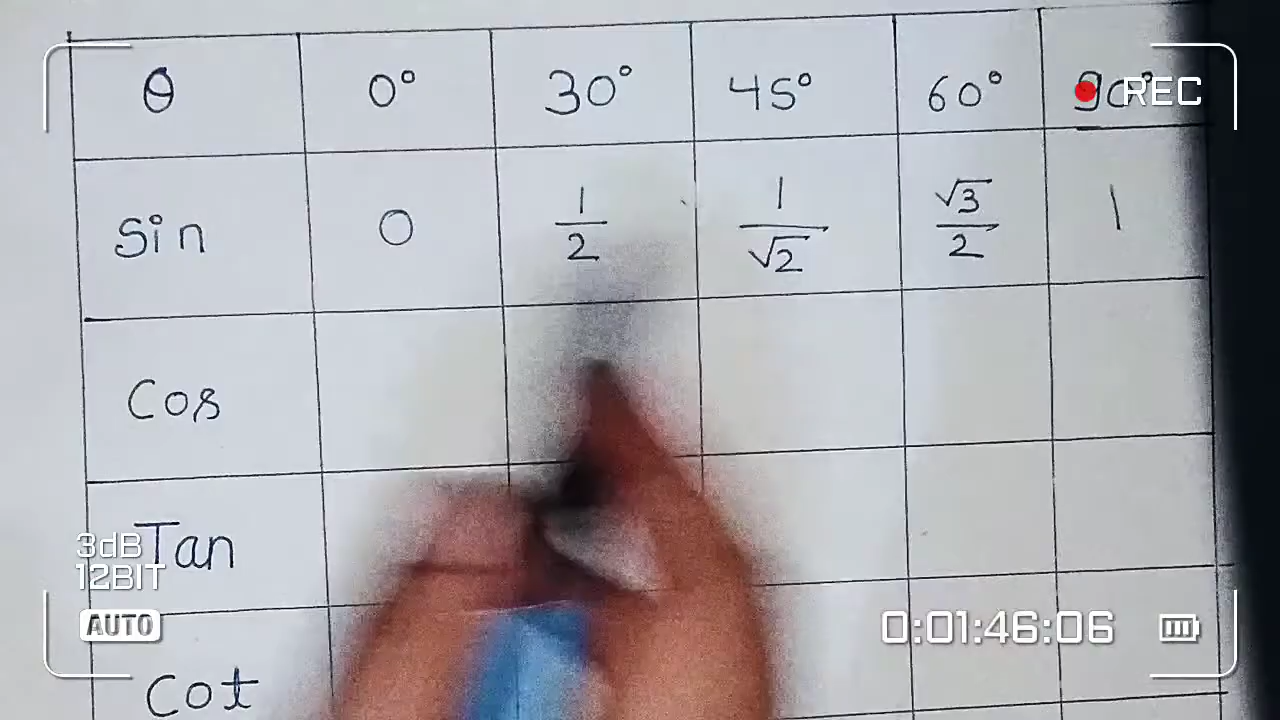 θ 0° 30° 45° 60° 90° REC
Sin 0 1/2 1/√2 √3/2 1
Cos
Tan
3dB
12BIT
AUTO 0:01:46:06
Cot